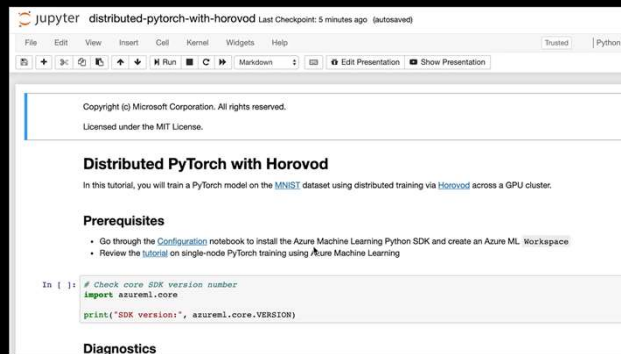 jupyter distributed-pytorch-with-horovod Last Checkpoint: 5 minutes ago (autosaved)
File Edit View Insert Cell Kernel Widgets Help Trusted Python
Run Markdown Edit Presentation Show Presentation
Copyright (c) Microsoft Corporation. All rights reserved.
Licensed under the MIT License.
Distributed PyTorch with Horovod
In this tutorial, you will train a PyTorch model on the MNIST dataset using distributed training via Horovod across a GPU cluster.
Prerequisites
• Go through the Configuration notebook to install the Azure Machine Learning Python SDK and create an Azure ML Workspace
• Review the tutorial on single-node PyTorch training using Azure Machine Learning
In [ ]: # Check core SDK version number
import azureml.core
print("SDK version:", azureml.core.VERSION)
Diagnostics